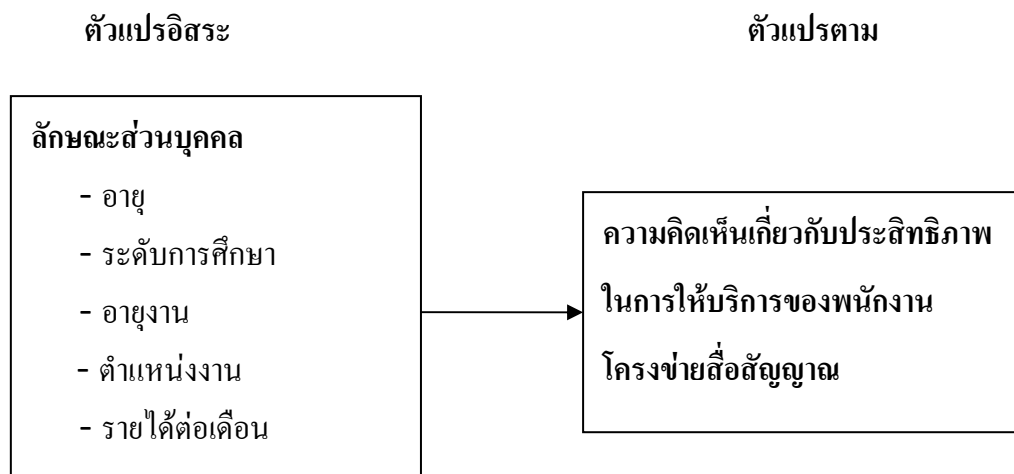 ตัวแปรอิสระ
ตัวแปรตาม
ลักษณะส่วนบุคคล
- อายุ
- ระดับการศึกษา
- อายุงาน
- ตำแหน่งงาน
- รายได้ต่อเดือน
ความคิดเห็นเกี่ยวกับประสิทธิภาพ
ในการให้บริการของพนักงาน
โครงข่ายสื่อสัญญาณ